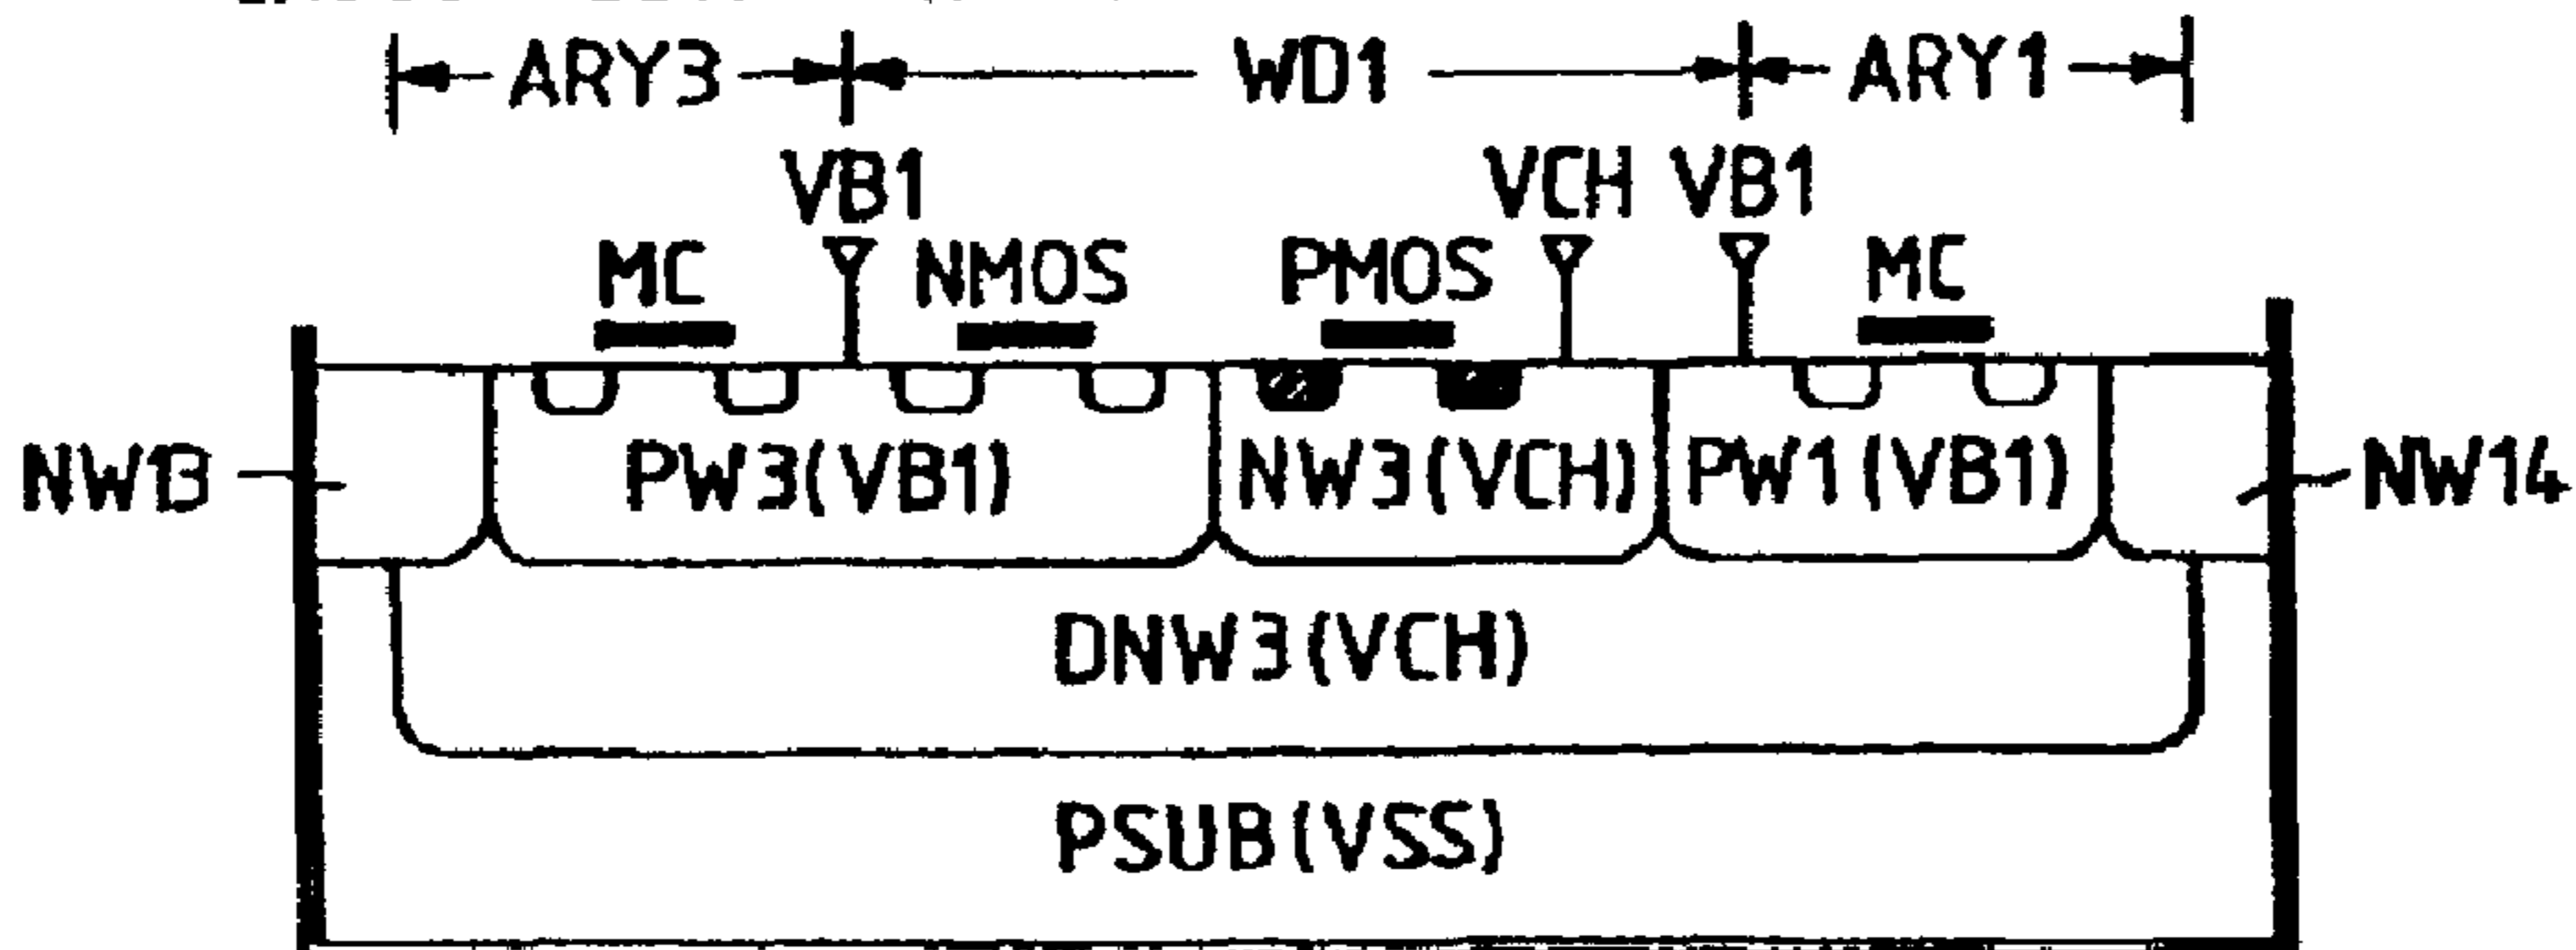 ARY3 WD1 ARY1
VB1 VCH VB1
MC NMOS PMOS MC
NW13 PW3(VB1) NW3(VCH) PW1(VB1) NW14
DNW3(VCH)
PSUB(VSS)